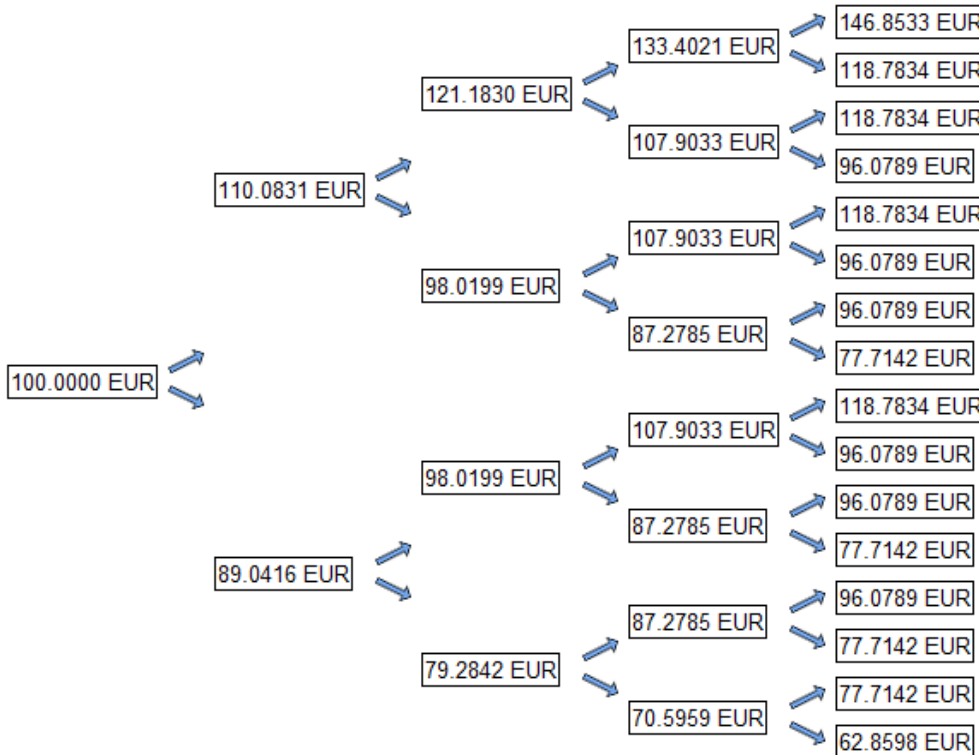 146.8533 EUR
133.4021 EUR
118.7834 EUR
121.1830 EUR
118.7834 EUR
107.9033 EUR
96.0789 EUR
110.0831 EUR
118.7834 EUR
107.9033 EUR
96.0789 EUR
98.0199 EUR
96.0789 EUR
87.2785 EUR
77.7142 EUR
100.0000 EUR
118.7834 EUR
107.9033 EUR
96.0789 EUR
98.0199 EUR
96.0789 EUR
87.2785 EUR
77.7142 EUR
89.0416 EUR
96.0789 EUR
87.2785 EUR
77.7142 EUR
79.2842 EUR
77.7142 EUR
70.5959 EUR
62.8598 EUR